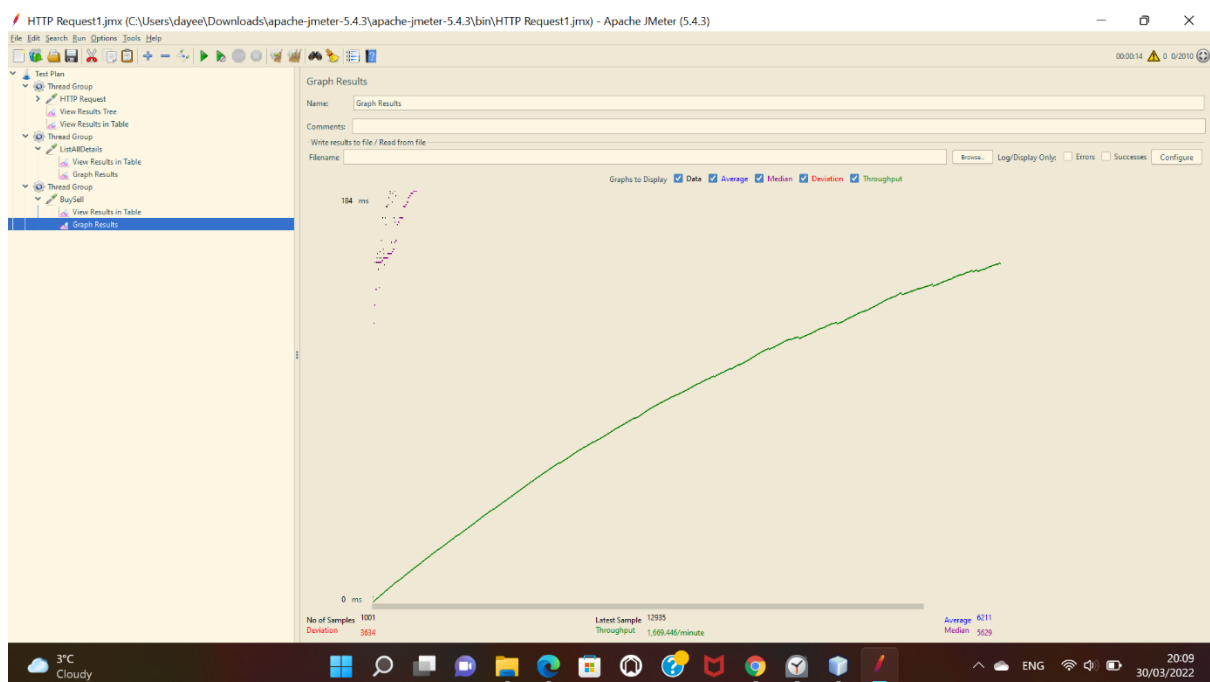 HTTP Request1.jmx (C:\Users\dayee\Downloads\apache-jmeter-5.4.3\apache-jmeter-5.4.3\bin\HTTP Request1.jmx) - Apache JMeter (5.4.3)
File Edit Search Run Options Tools Help
00:00:14 0 0/2010
Test Plan
Thread Group
HTTP Request
View Results Tree
View Results in Table
Thread Group
ListAllDetails
View Results in Table
Graph Results
Thread Group
BuySell
View Results in Table
Graph Results
Graph Results
Name: Graph Results
Comments:
Write results to file / Read from file
Filename Browse... Log/Display Only: Errors Successes Configure
Graphs to Display Data Average Median Deviation Throughput
184 ms
0 ms
No of Samples 1001 Latest Sample 12935 Average 6211
Deviation 3634 Throughput 1,669.446/minute Median 5629
3°C
Cloudy
ENG
20:09
30/03/2022